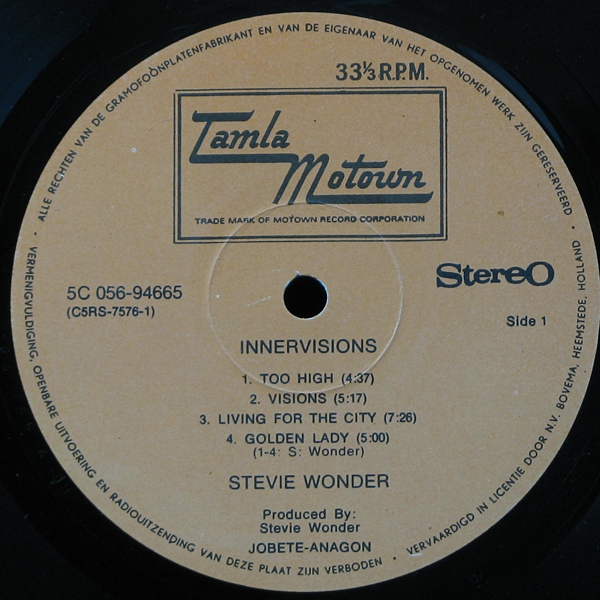 ALLE RECHTEN VAN DE GRAMOFOONPLATENFABRIKANT EN VAN DE EIGENAAR VAN HET OPGENOMEN WERK ZIJN GERESERVEERD ·
33⅓ R.P.M.
Tamla
Motown
TRADE MARK OF MOTOWN RECORD CORPORATION
5C 056-94665
(C5RS-7576-1)
StereO
Side 1
INNERVISIONS
1. TOO HIGH (4:37)
2. VISIONS (5:17)
3. LIVING FOR THE CITY (7:26)
4. GOLDEN LADY (5:00)
(1-4: S: Wonder)
STEVIE WONDER
Produced By:
Stevie Wonder
JOBETE-ANAGON
· VERMENIGVULDIGING, OPENBARE UITVOERING EN RADIOUITZENDING VAN DEZE PLAAT ZIJN VERBODEN ·
VERVAARDIGD IN LICENTIE DOOR N.V. BOVEMA, HEEMSTEDE, HOLLAND